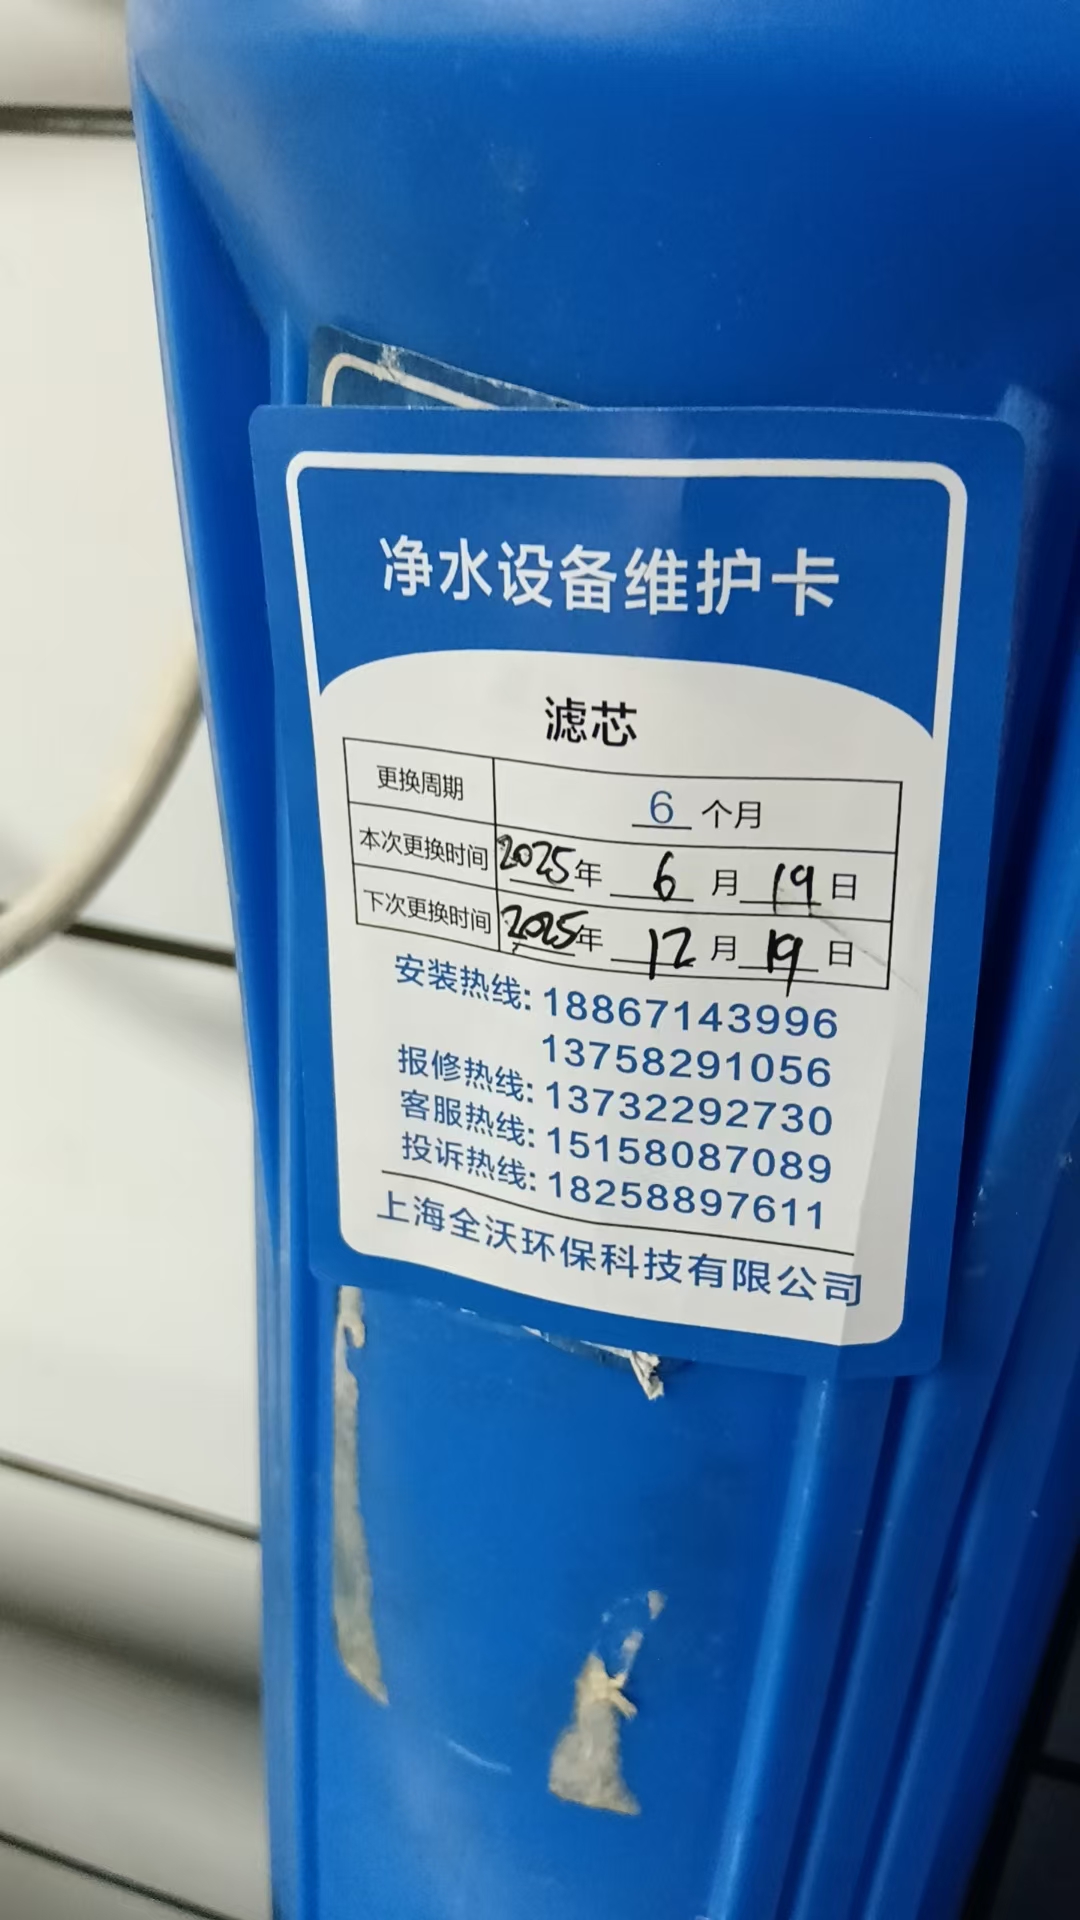 净水设备维护卡
滤芯
更换周期 6 个月
本次更换时间 2025年 6 月 19 日
下次更换时间 2025年 12 月 19 日
安装热线: 18867143996
13758291056
报修热线: 13732292730
客服热线: 15158087089
投诉热线: 18258897611
上海全沃环保科技有限公司